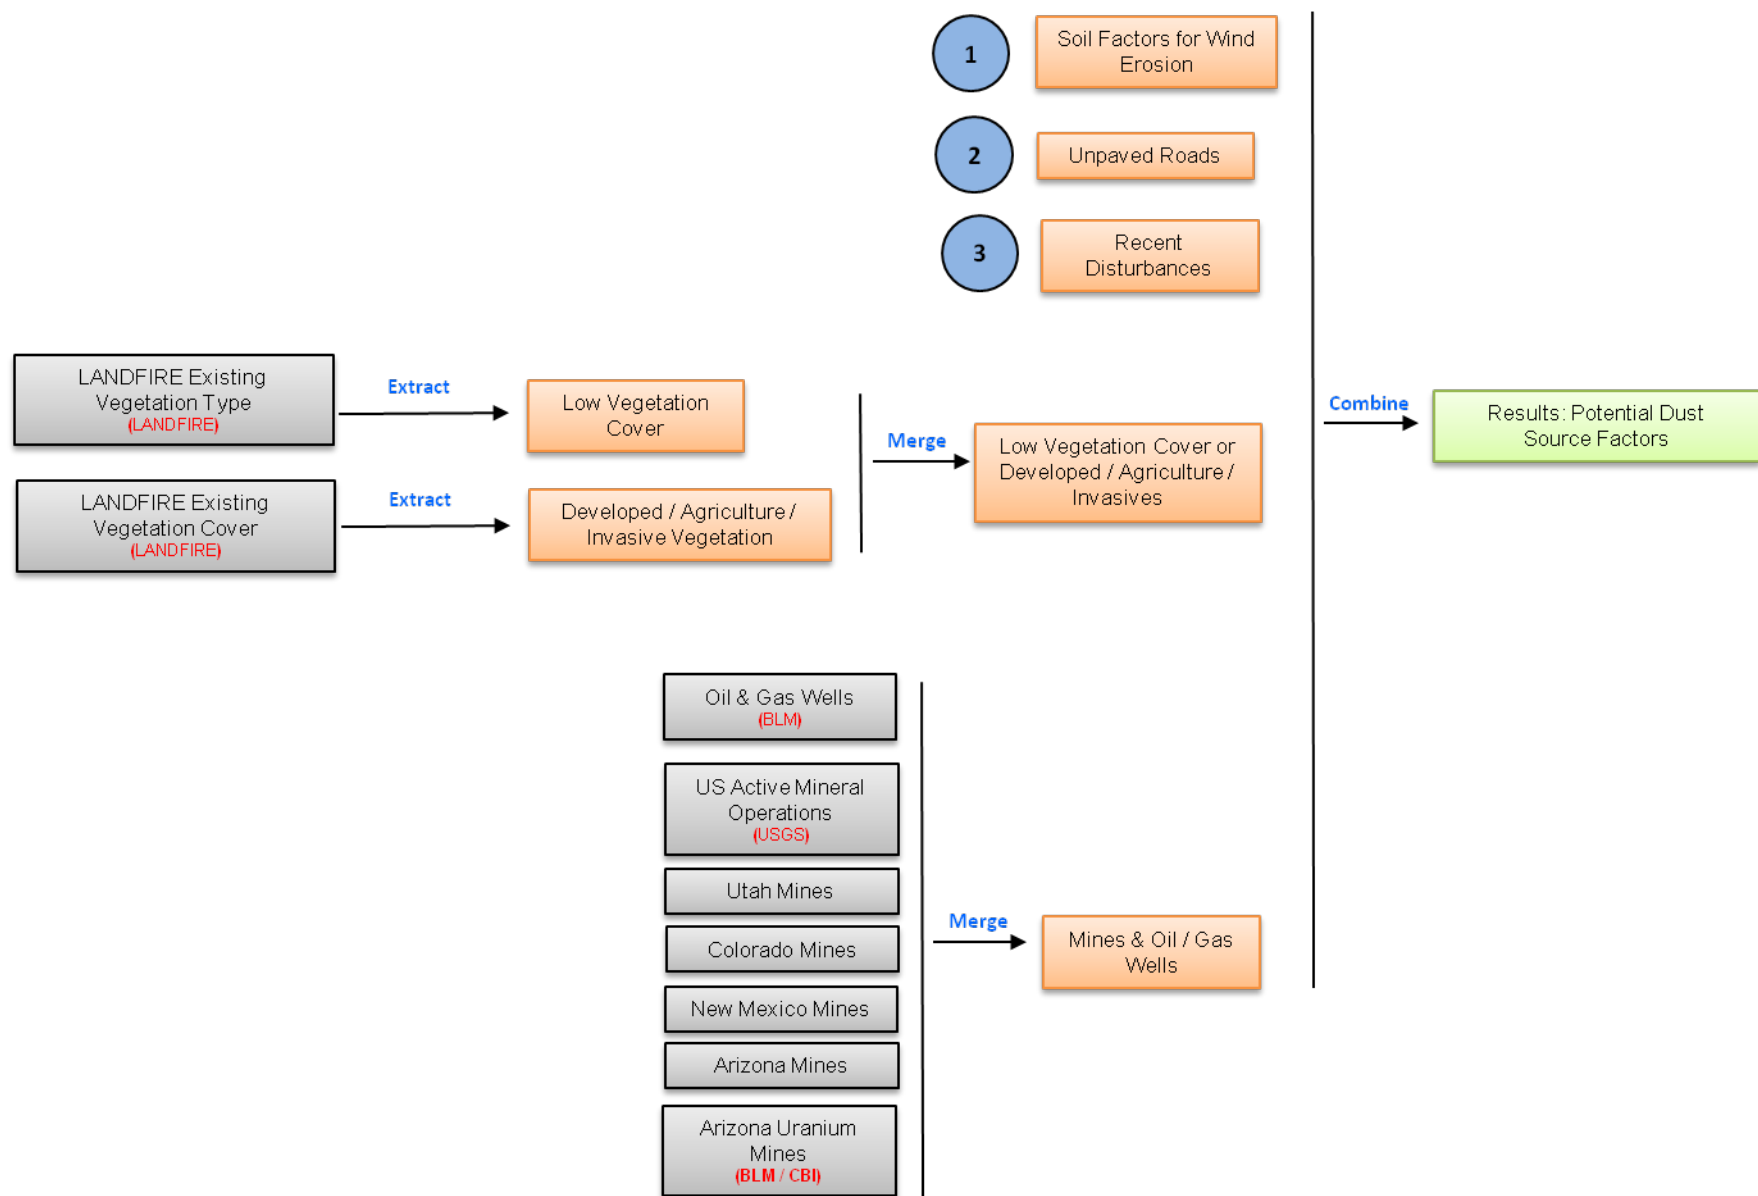 1
Soil Factors for Wind
Erosion
2
Unpaved Roads
3
Recent
Disturbances
LANDFIRE Existing
Vegetation Type
(LANDFIRE)
Extract
Low Vegetation
Cover
LANDFIRE Existing
Vegetation Cover
(LANDFIRE)
Extract
Developed / Agriculture /
Invasive Vegetation
Merge
Low Vegetation Cover or
Developed / Agriculture /
Invasives
Combine
Results: Potential Dust
Source Factors
Oil & Gas Wells
(BLM)
US Active Mineral
Operations
(USGS)
Utah Mines
Colorado Mines
New Mexico Mines
Arizona Mines
Arizona Uranium
Mines
(BLM / CBI)
Merge
Mines & Oil / Gas
Wells